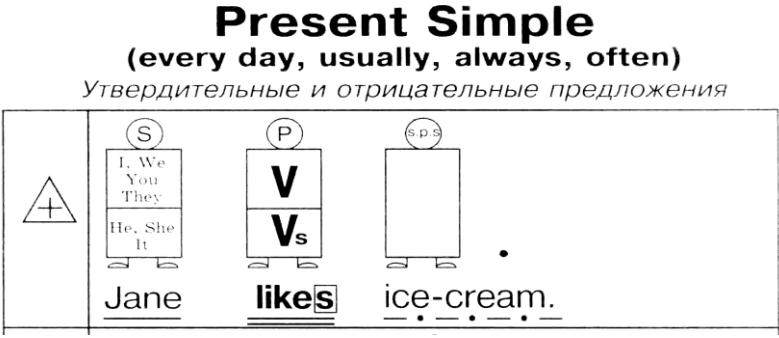 Present Simple
(every day, usually, always, often)
Утвердительные и отрицательные предложения
S P s.p.s
I, We V
You
They
He, She Vs
It
+ .
Jane likes ice-cream.